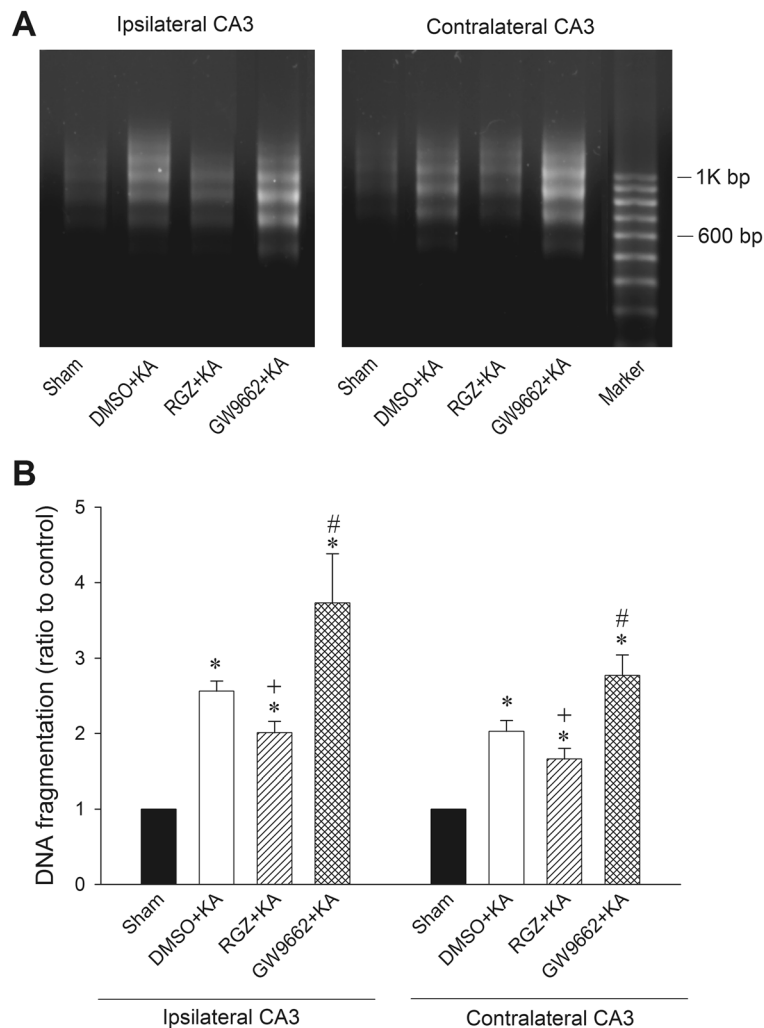 A
Ipsilateral CA3
Contralateral CA3
1K bp
600 bp
Sham
DMSO+KA
RGZ+KA
GW9662+KA
Sham
DMSO+KA
RGZ+KA
GW9662+KA
Marker
B
DNA fragmentation (ratio to control)
5
4
3
2
1
0
*
+
*
#
*
*
+
*
#
*
Sham
DMSO+KA
RGZ+KA
GW9662+KA
Sham
DMSO+KA
RGZ+KA
GW9662+KA
Ipsilateral CA3
Contralateral CA3